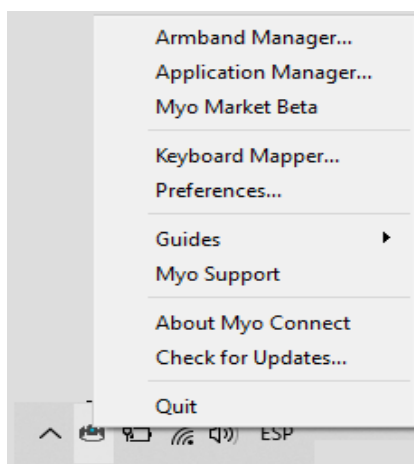 Armband Manager...
Application Manager...
Myo Market Beta
Keyboard Mapper...
Preferences...
Guides
Myo Support
About Myo Connect
Check for Updates...
Quit
ESP